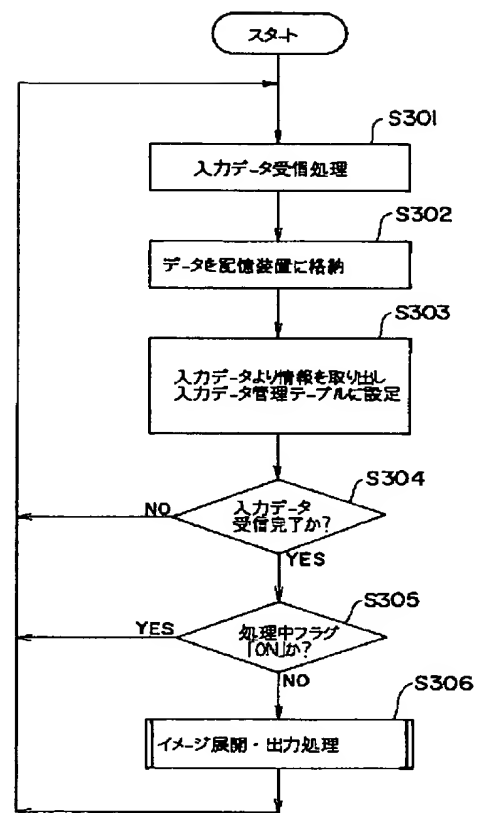 スタート
S301
入力データ受信処理
S302
データを記憶装置に格納
S303
入力データより情報を取り出し
入力データ管理テーブルに設定
S304
入力データ
受信完了か?
NO
YES
S305
処理中フラグ
「ON」か?
YES
NO
S306
イメージ展開・出力処理